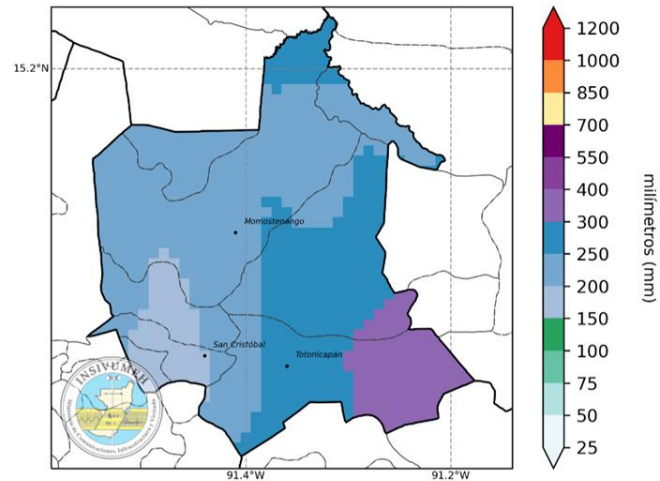 15.2°N
Momostenango
San Cristóbal
Totonicapán
INSIVUMEH
91.4°W
91.2°W
1200
1000
850
700
550
400
300
250
200
150
100
75
50
25
milímetros (mm)